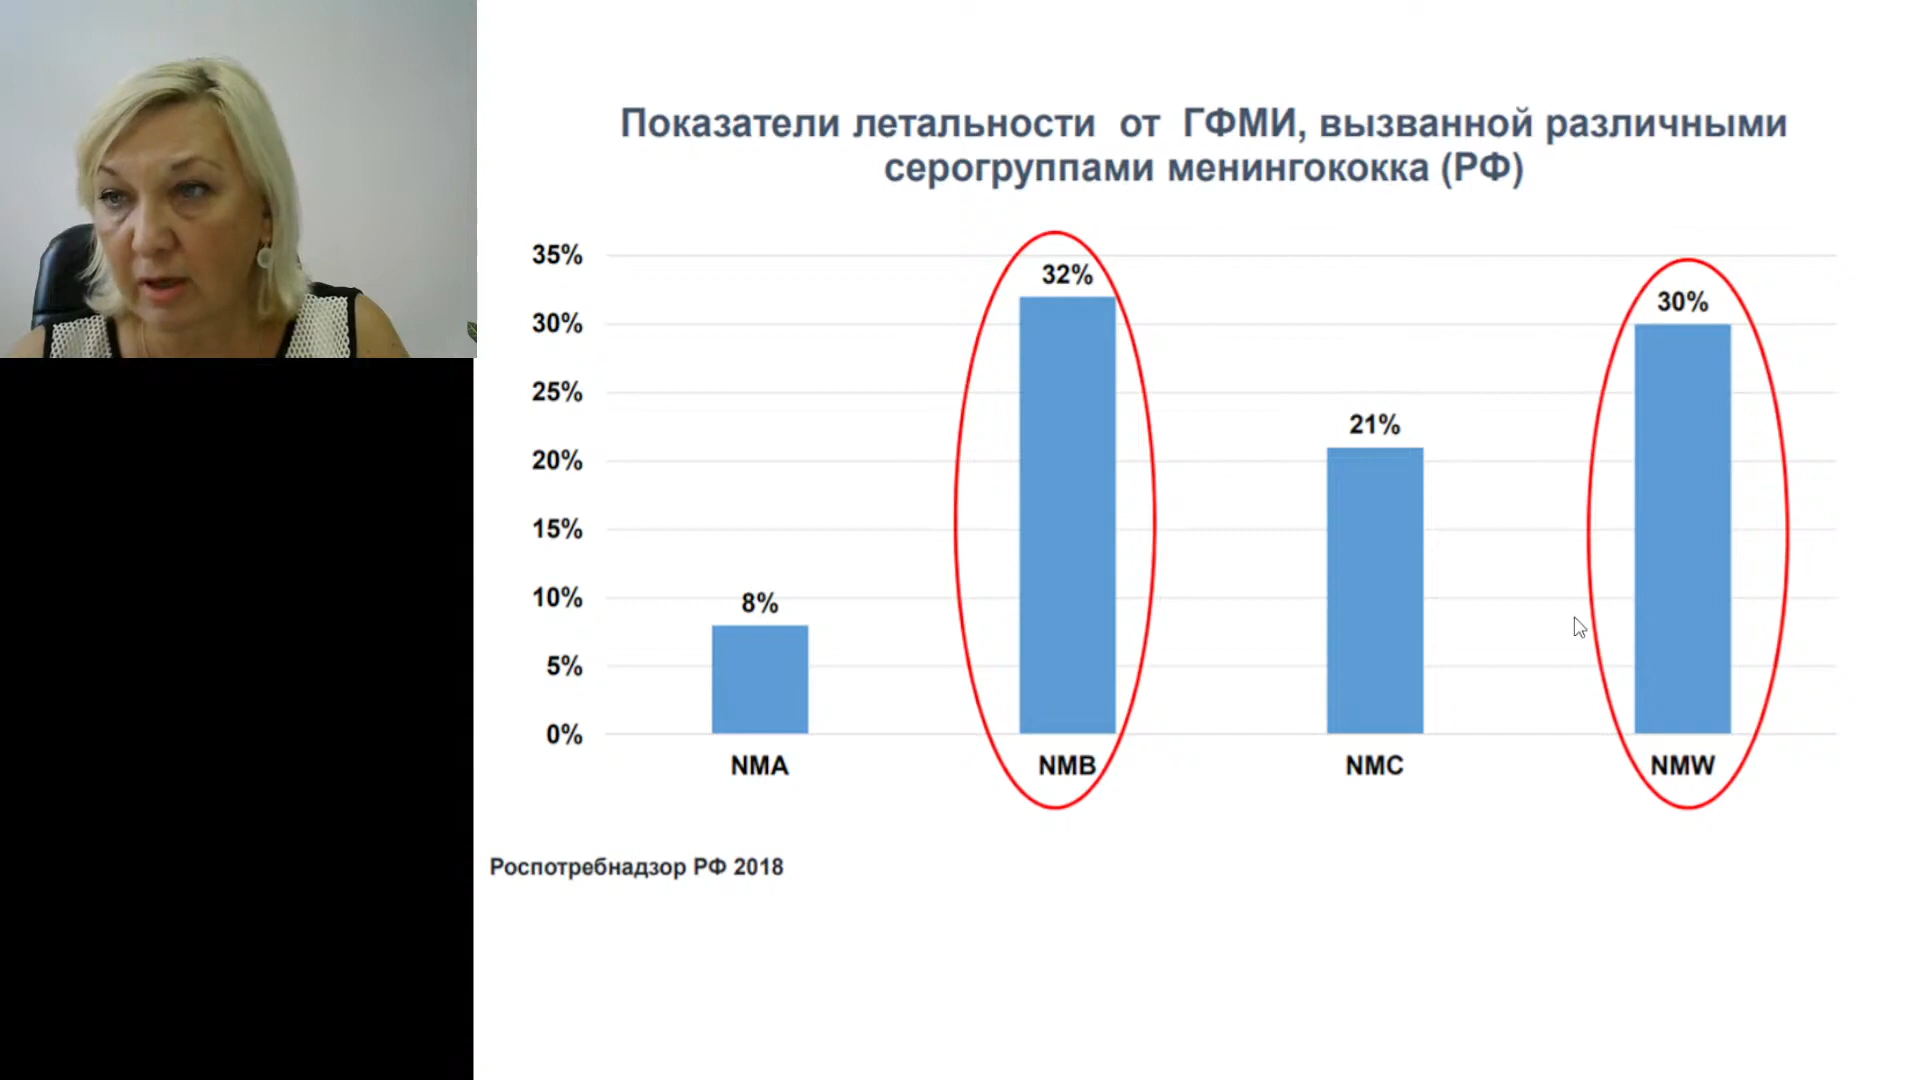 Показатели летальности от ГФМИ, вызванной различными
серогруппами менингококка (РФ)
35%
30%
25%
20%
15%
10%
5%
0%
8%
32%
21%
30%
NMA
NMB
NMC
NMW
Роспотребнадзор РФ 2018